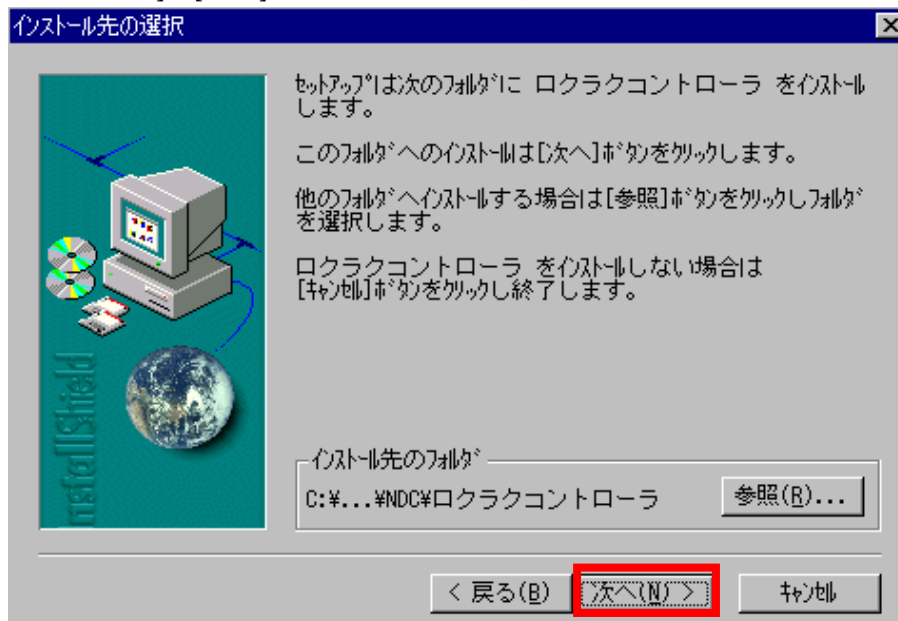 インストール先の選択
セットアップは次のフォルダに ロクラクコントローラ をインストール
します。
このフォルダへのインストールは[次へ]ボタンをクリックします。
他のフォルダへインストールする場合は[参照]ボタンをクリックしフォルダ
を選択します。
ロクラクコントローラ をインストールしない場合は
[キャンセル]ボタンをクリックし終了します。
InstallShield
インストール先のフォルダ
C:¥...¥NDC¥ロクラクコントローラ
参照(R)...
< 戻る(B)
次へ(N) >
キャンセル